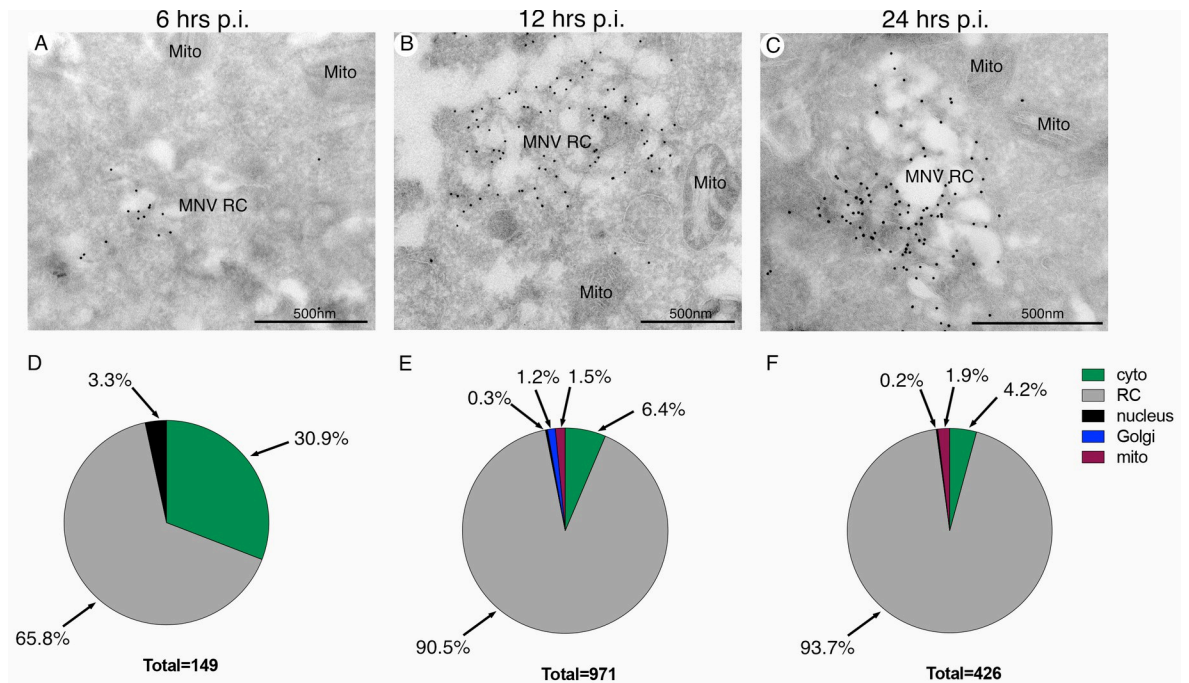 6 hrs p.i.
12 hrs p.i.
24 hrs p.i.
A
Mito
Mito
MNV RC
500nm
B
MNV RC
Mito
Mito
500nm
C
Mito
Mito
MNV RC
500nm
D
3.3%
30.9%
65.8%
Total=149
E
0.3%
1.2%
1.5%
6.4%
90.5%
Total=971
F
0.2%
1.9%
4.2%
93.7%
Total=426
cyto
RC
nucleus
Golgi
mito